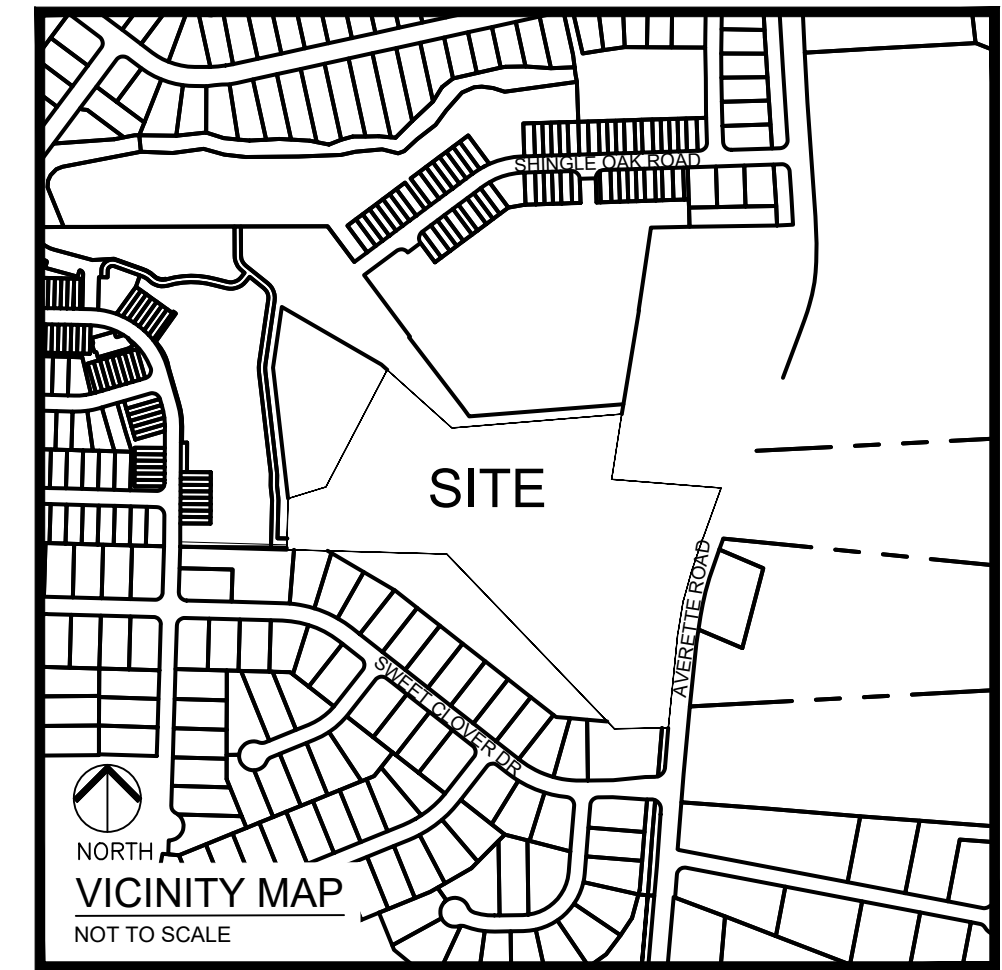 SHINGLE OAK ROAD
SITE
AVERETTE ROAD
SWEET CLOVER DR
NORTH
VICINITY MAP
NOT TO SCALE